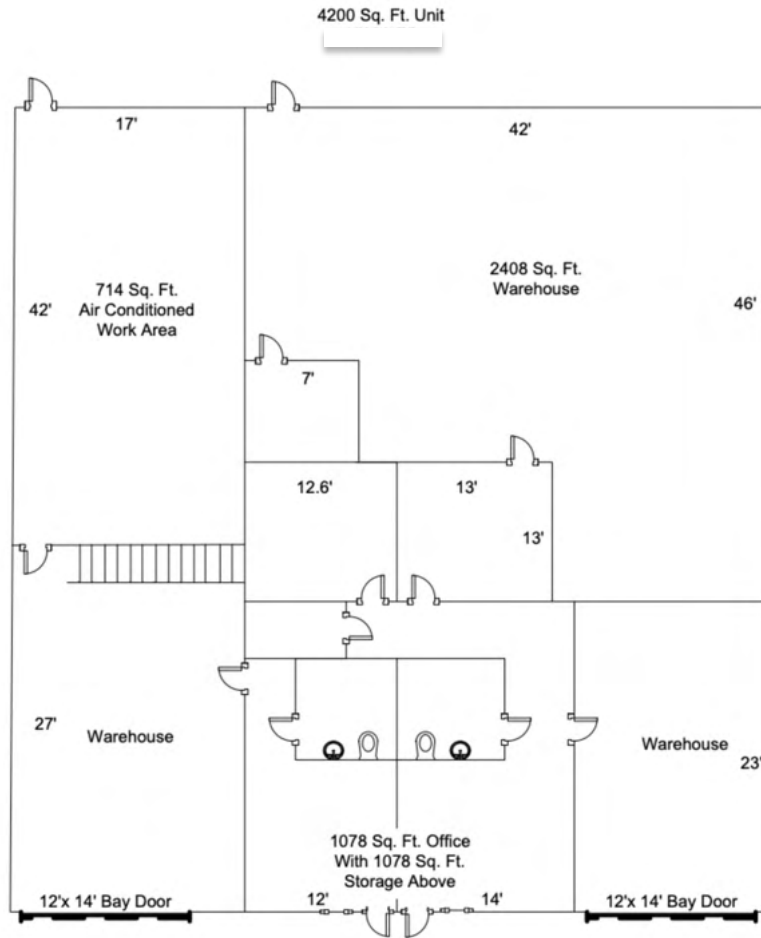 4200 Sq. Ft. Unit
17'
42'
714 Sq. Ft.
Air Conditioned
Work Area
42'
2408 Sq. Ft.
Warehouse
46'
7'
12.6'
13'
13'
27'
Warehouse
Warehouse
23'
1078 Sq. Ft. Office
With 1078 Sq. Ft.
Storage Above
12'x 14' Bay Door
12'
14'
12'x 14' Bay Door